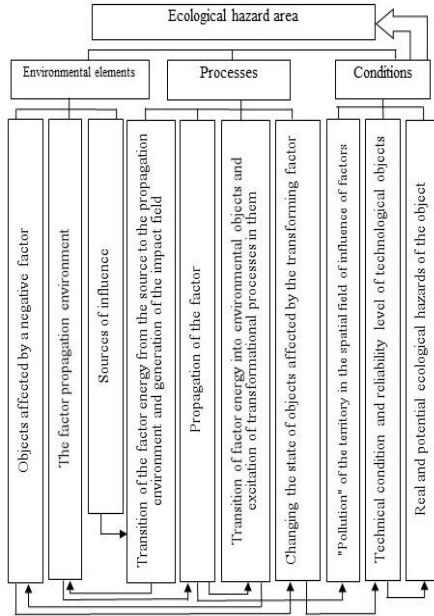 Ecological hazard area
Environmental elements
Processes
Conditions
Objects affected by a negative factor
The factor propagation environment
Sources of influence
Transition of the factor energy from the source to the propagation
environment and generation of the impact field
Propagation of the factor
Transition of factor energy into environmental objects and
excitation of transformational processes in them
Changing the state of objects affected by the transforming factor
"Pollution" of the territory in the spatial field of influence of factors
Technical condition and reliability level of technological objects
Real and potential ecological hazards of the object